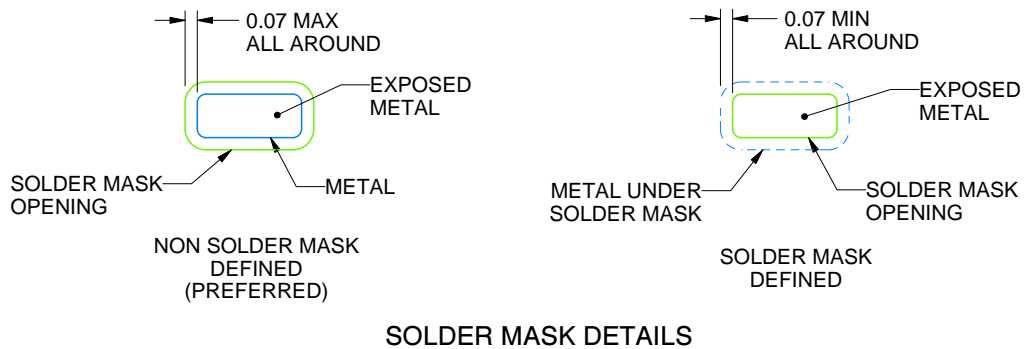 0.07 MAX
ALL AROUND
EXPOSED
METAL
SOLDER MASK
OPENING
METAL
NON SOLDER MASK
DEFINED
(PREFERRED)
0.07 MIN
ALL AROUND
EXPOSED
METAL
METAL UNDER
SOLDER MASK
SOLDER MASK
OPENING
SOLDER MASK
DEFINED
SOLDER MASK DETAILS